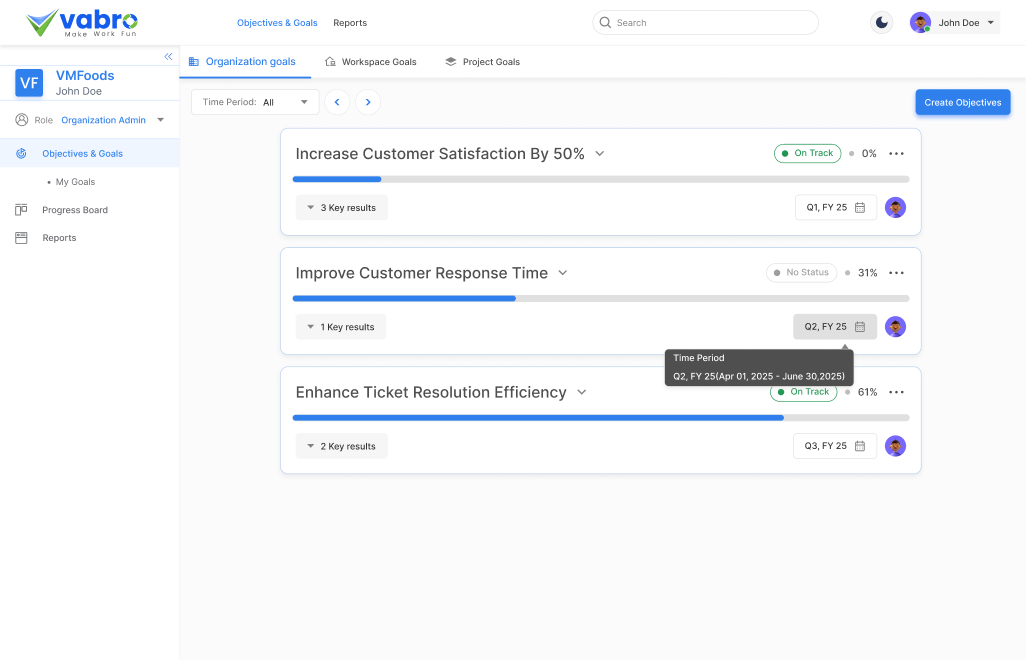 vabro
Make Work Fun
Objectives & Goals
Reports
Search
John Doe
VF
VMFoods
John Doe
Role Organization Admin
Objectives & Goals
• My Goals
Progress Board
Reports
Organization goals
Workspace Goals
Project Goals
Time Period: All
Create Objectives
Increase Customer Satisfaction By 50%
On Track
0%
3 Key results
Q1, FY 25
Improve Customer Response Time
No Status
31%
1 Key results
Q2, FY 25
Time Period
Q2, FY 25(Apr 01, 2025 - June 30,2025)
Enhance Ticket Resolution Efficiency
On Track
61%
2 Key results
Q3, FY 25